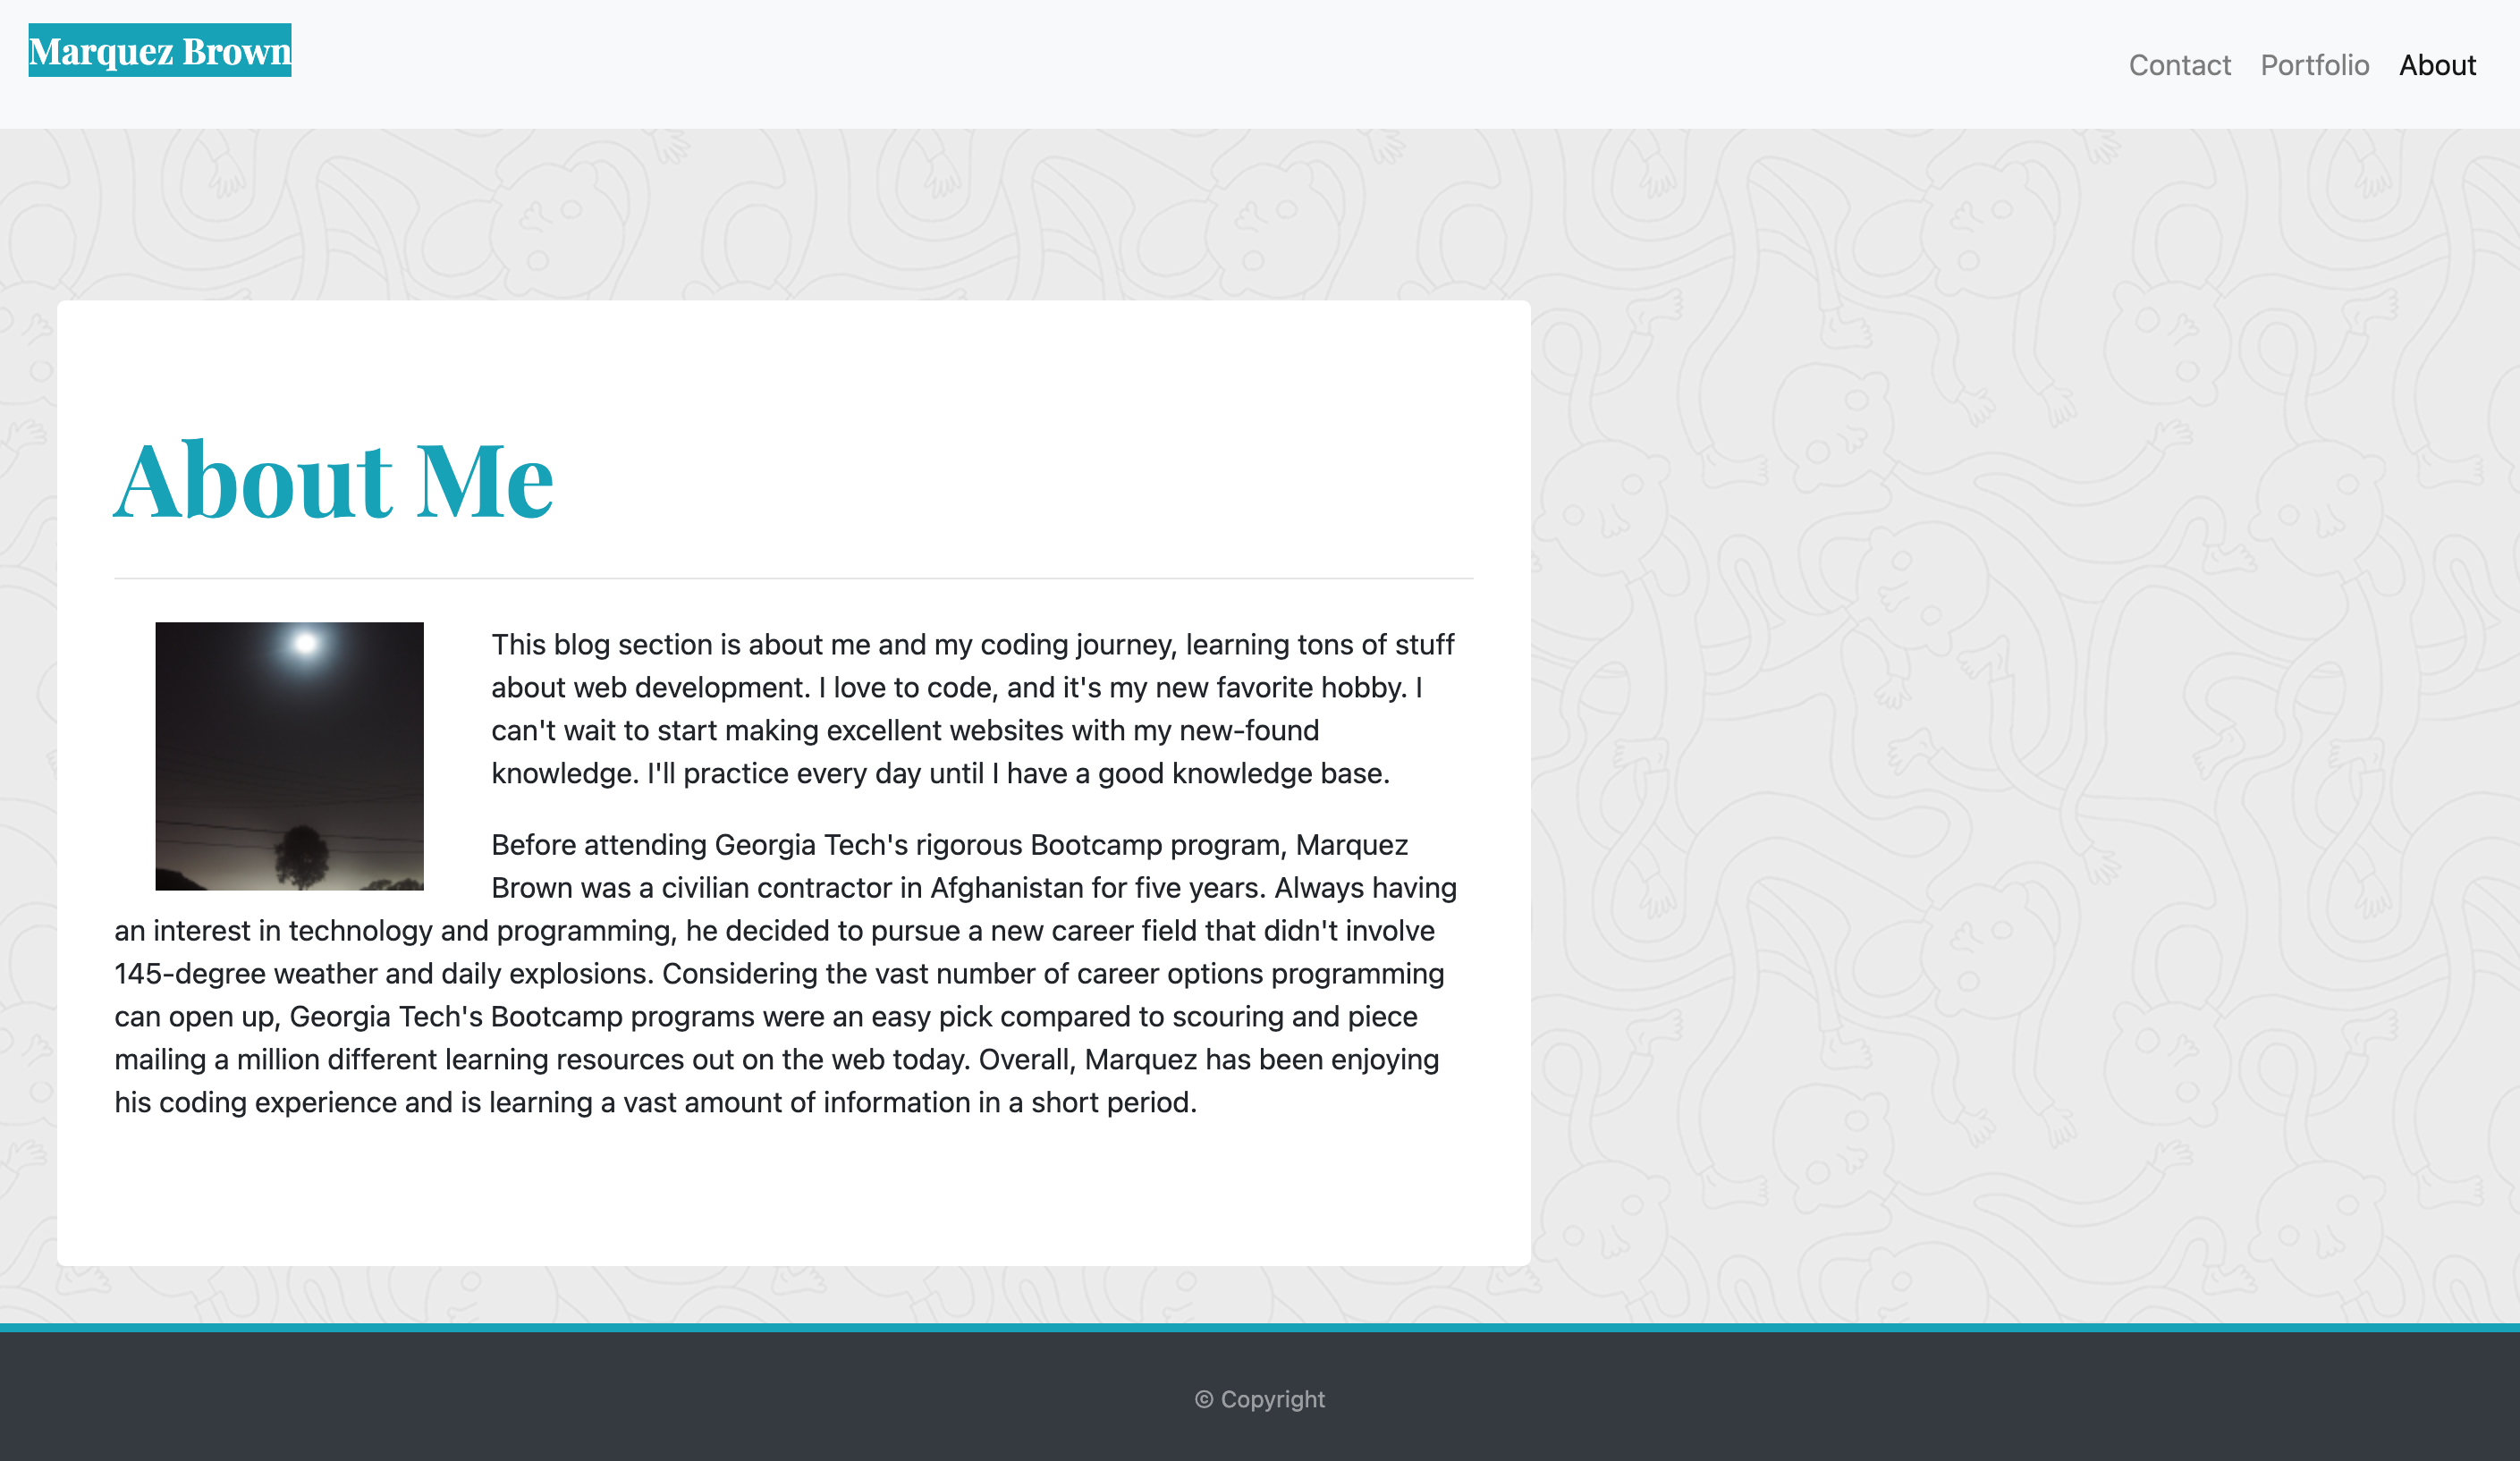 Marquez Brown
Contact Portfolio About
About Me
This blog section is about me and my coding journey, learning tons of stuff
about web development. I love to code, and it's my new favorite hobby. I
can't wait to start making excellent websites with my new-found
knowledge. I'll practice every day until I have a good knowledge base.
Before attending Georgia Tech's rigorous Bootcamp program, Marquez
Brown was a civilian contractor in Afghanistan for five years. Always having
an interest in technology and programming, he decided to pursue a new career field that didn't involve
145-degree weather and daily explosions. Considering the vast number of career options programming
can open up, Georgia Tech's Bootcamp programs were an easy pick compared to scouring and piece
mailing a million different learning resources out on the web today. Overall, Marquez has been enjoying
his coding experience and is learning a vast amount of information in a short period.
© Copyright